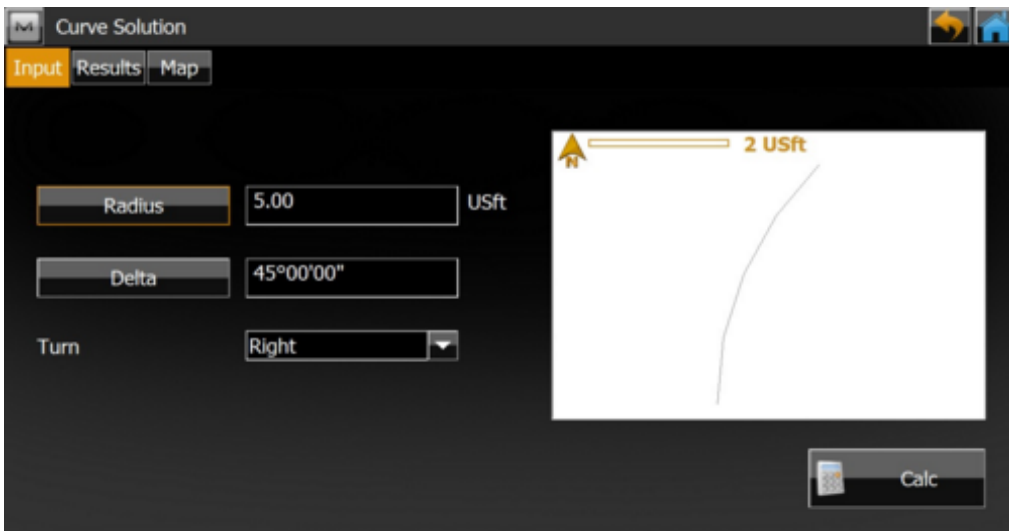 Curve Solution
Input Results Map
2 USft
N
Radius 5.00 USft
Delta 45°00'00"
Turn Right
Calc